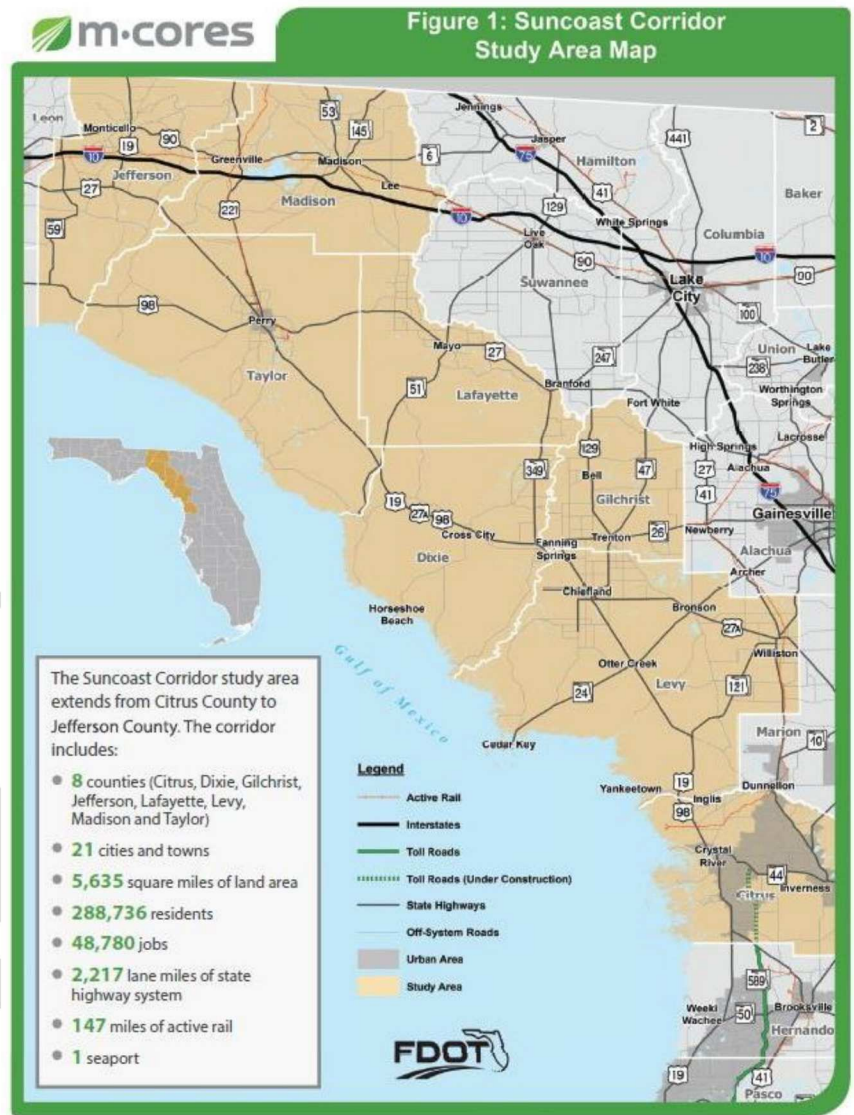 m·cores
Figure 1: Suncoast Corridor
Study Area Map
Leon
Monticello
19
90
10
Jefferson
27
59
Greenville
221
53
145
Madison
Madison
Lee
6
10
Jennings
75
Jasper
Hamilton
441
2
41
Baker
129
White Springs
Columbia
Live
Oak
90
Suwannee
10
90
Lake
City
100
98
Perry
Taylor
Mayo
27
51
Lafayette
Branford
247
Union
Lake
Butler
238
Worthington
Springs
Fort White
High Springs
Lacrosse
27
Alachua
41
75
Gainesville
129
Bell
47
Gilchrist
349
19
27A
98
Cross City
Dixie
Fanning
Springs
Trenton
26
Newberry
Alachua
Archer
Chiefland
Bronson
27A
Horseshoe
Beach
Otter Creek
Williston
24
Levy
121
Gulf of Mexico
Cedar Key
Marion
40
Yankeetown
19
Inglis
Dunnellon
98
Crystal
River
44
Citrus
Inverness
589
Weeki
Wachee
50
Brooksville
Hernando
19
41
Pasco
The Suncoast Corridor study area
extends from Citrus County to
Jefferson County. The corridor
includes:
8 counties (Citrus, Dixie, Gilchrist,
Jefferson, Lafayette, Levy,
Madison and Taylor)
21 cities and towns
5,635 square miles of land area
288,736 residents
48,780 jobs
2,217 lane miles of state
highway system
147 miles of active rail
1 seaport
Legend
Active Rail
Interstates
Toll Roads
Toll Roads (Under Construction)
State Highways
Off-System Roads
Urban Area
Study Area
FDOT